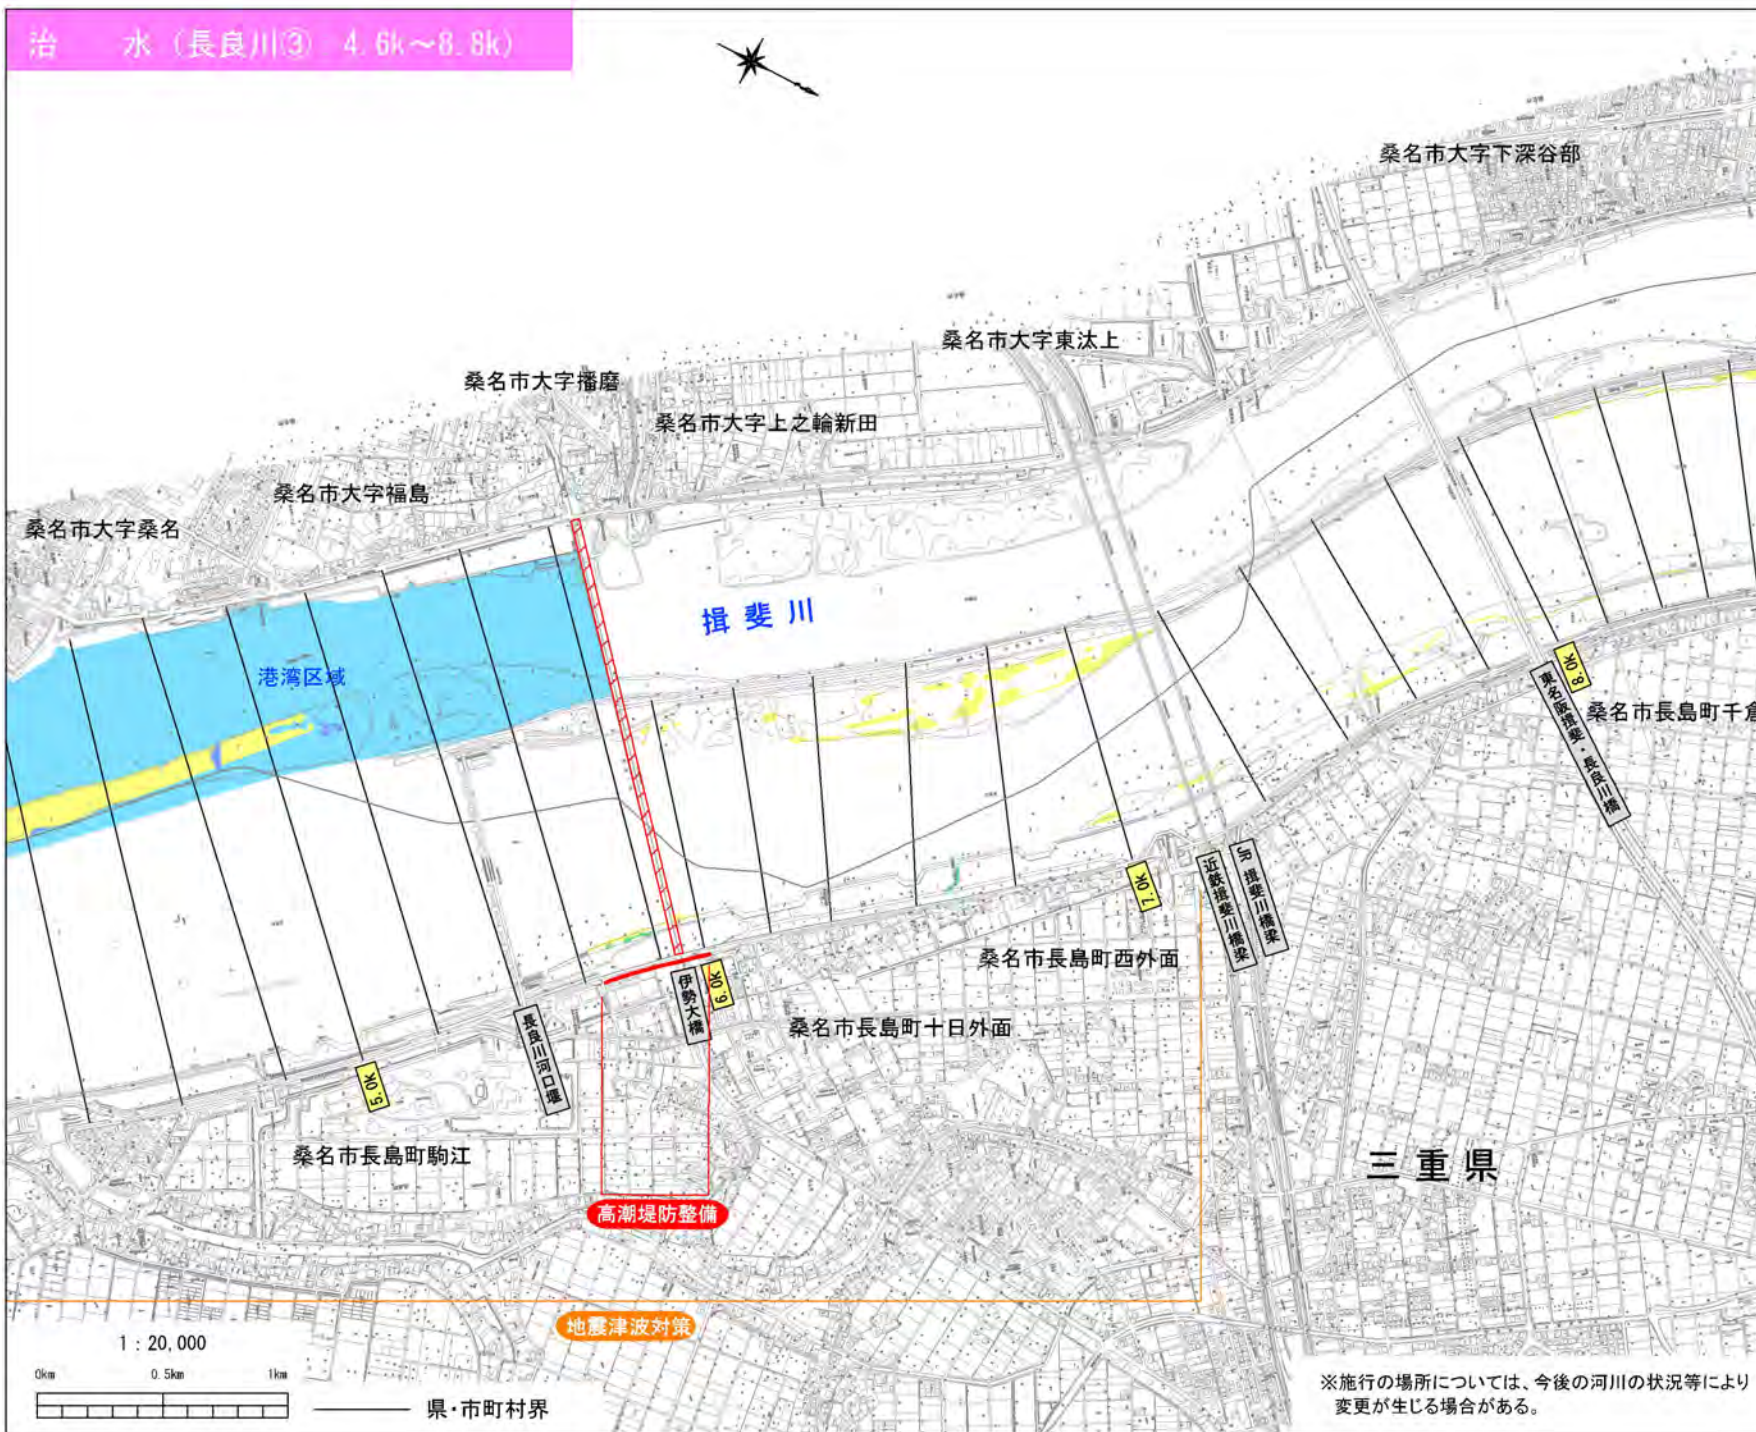 治　水（長良川③　4.6k～8.8k）
桑名市大字下深谷部
桑名市大字東汰上
桑名市大字播磨
桑名市大字上之輪新田
桑名市大字福島
桑名市大字桑名
揖斐川
港湾区域
8.0K
東名阪揖斐・長良川橋
桑名市長島町千倉
7.0K
近鉄揖斐川橋梁
JR 揖斐川橋梁
桑名市長島町西外面
6.0K
伊勢大橋
桑名市長島町十日外面
長良川河口堰
5.0K
桑名市長島町駒江
三重県
高潮堤防整備
地震津波対策
1：20,000
0km 0.5km 1km
県・市町村界
※施行の場所については、今後の河川の状況等により
変更が生じる場合がある。